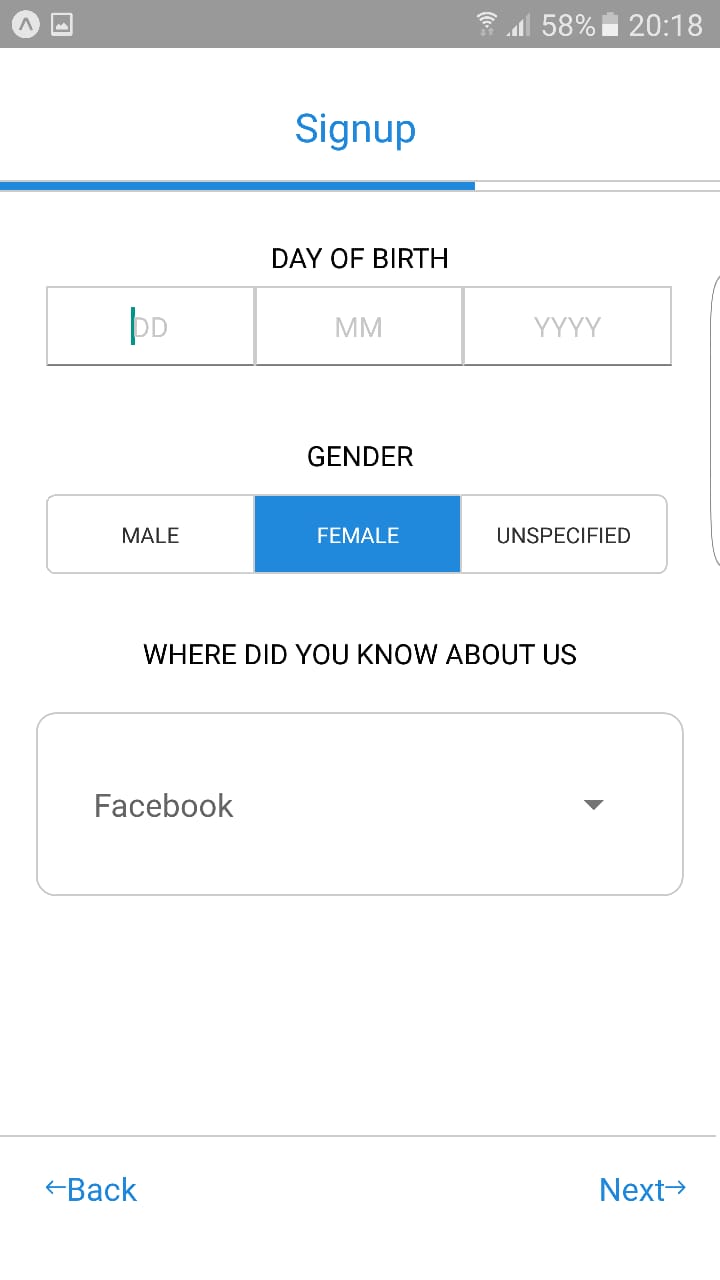 58% 20:18
Signup
DAY OF BIRTH
DD MM YYYY
GENDER
MALE FEMALE UNSPECIFIED
WHERE DID YOU KNOW ABOUT US
Facebook
←Back Next→